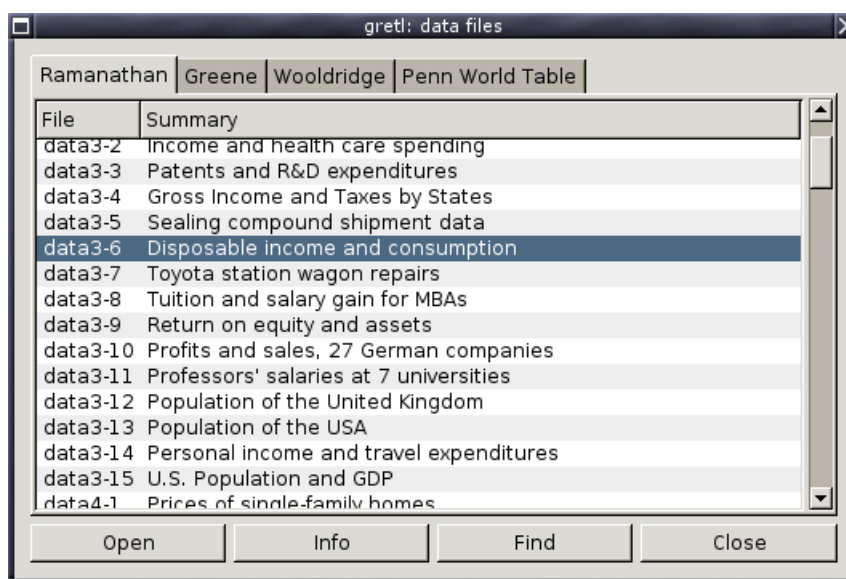 gretl: data files
Ramanathan Greene Wooldridge Penn World Table
File Summary
data3-2 Income and health care spending
data3-3 Patents and R&D expenditures
data3-4 Gross Income and Taxes by States
data3-5 Sealing compound shipment data
data3-6 Disposable income and consumption
data3-7 Toyota station wagon repairs
data3-8 Tuition and salary gain for MBAs
data3-9 Return on equity and assets
data3-10 Profits and sales, 27 German companies
data3-11 Professors' salaries at 7 universities
data3-12 Population of the United Kingdom
data3-13 Population of the USA
data3-14 Personal income and travel expenditures
data3-15 U.S. Population and GDP
data4-1 Prices of single-family homes
Open Info Find Close